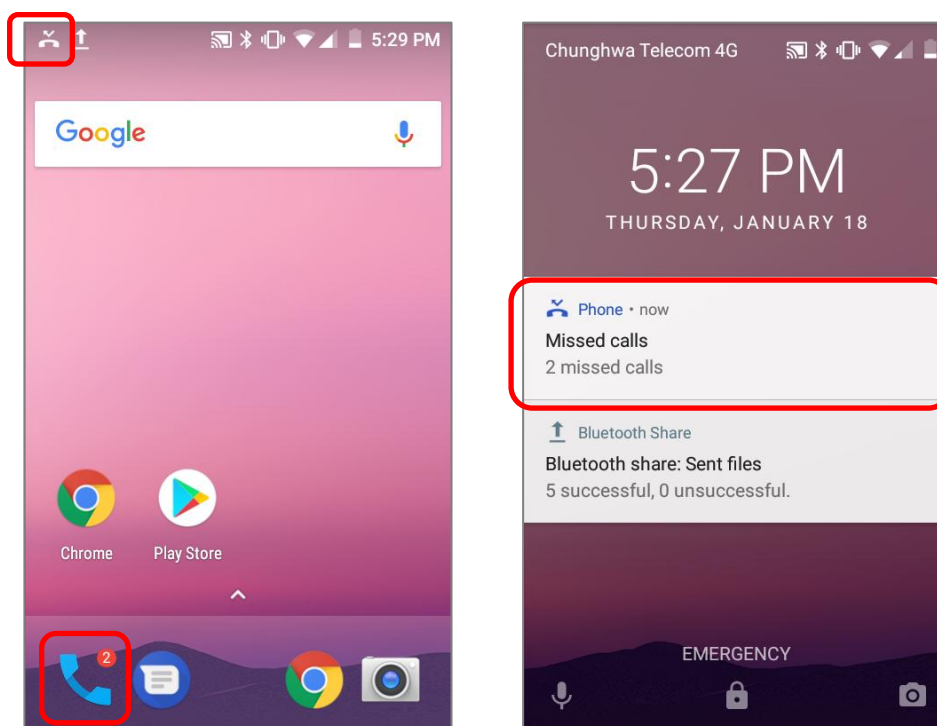 5:29 PM
Google
Chrome
Play Store
2
Chunghwa Telecom 4G
5:27 PM
THURSDAY, JANUARY 18
Phone • now
Missed calls
2 missed calls
Bluetooth Share
Bluetooth share: Sent files
5 successful, 0 unsuccessful.
EMERGENCY